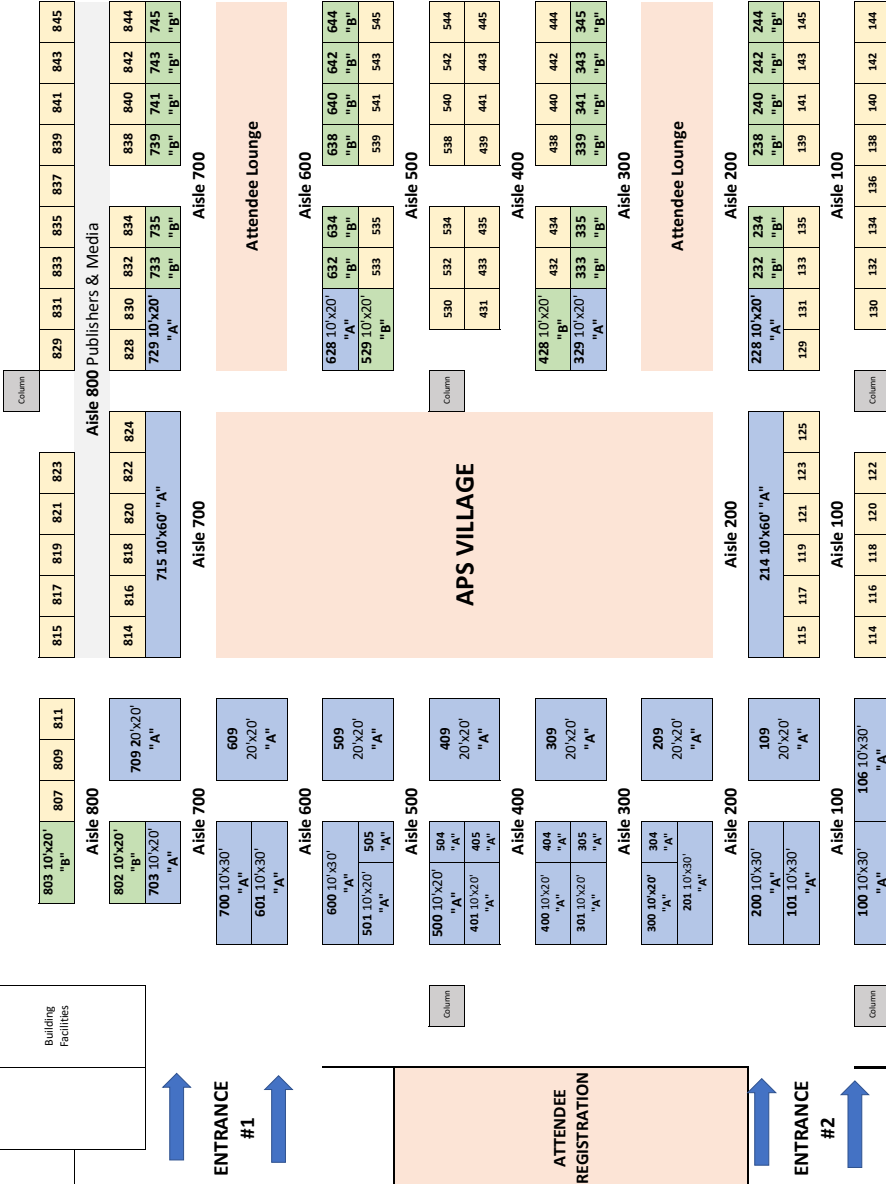 Building
Facilities
Column
803 10'x20'
"B"
807 809 811 815 817 819 821 823 829 831 833 835 837 839 841 843 845
Aisle 800
Aisle 800 Publishers & Media
802 10'x20'
"B"
814 816 818 820 822 824 828 830 832 834 838 840 842 844
703 10'x20'
"A"
709 20'x20'
"A"
715 10'x60' "A"
729 10'x20'
"A"
733
"B"
735
"B"
739
"B"
741
"B"
743
"B"
745
"B"
Aisle 700
Aisle 700
Aisle 700
ENTRANCE
#1
700 10'x30'
"A"
601 10'x30'
"A"
609
20'x20'
"A"
Attendee Lounge
Aisle 600
Aisle 600
600 10'x30'
"A"
501 10'x20'
"A"
505
"A"
509
20'x20'
"A"
628 10'x20'
"A"
632
"B"
634
"B"
638
"B"
640
"B"
642
"B"
644
"B"
529 10'x20'
"B"
533 535 539 541 543 545
Aisle 500
Aisle 500
Column
500 10'x20'
"A"
504
"A"
401 10'x20'
"A"
405
"A"
409
20'x20'
"A"
APS VILLAGE
Column
530 532 534 538 540 542 544
431 433 435 439 441 443 445
Aisle 400
Aisle 400
400 10'x20'
"A"
404
"A"
301 10'x20'
"A"
305
"A"
309
20'x20'
"A"
428 10'x20'
"B"
432 434 438 440 442 444
329 10'x20'
"A"
333
"B"
335
"B"
339
"B"
341
"B"
343
"B"
345
"B"
ATTENDEE
REGISTRATION
Aisle 300
Aisle 300
300 10'x20'
"A"
304
"A"
201 10'x30'
"A"
209
20'x20'
"A"
Attendee Lounge
Aisle 200
Aisle 200
Aisle 200
200 10'x30'
"A"
101 10'x30'
"A"
109
20'x20'
"A"
214 10'x60' "A"
228 10'x20'
"A"
232
"B"
234
"B"
238
"B"
240
"B"
242
"B"
244
"B"
115 117 119 121 123 125 129 131 133 135 139 141 143 145
ENTRANCE
#2
Aisle 100
Aisle 100
Aisle 100
Column
100 10'x30'
"A"
106 10'x30'
"A"
114 116 118 120 122
Column
130 132 134 136 138 140 142 144